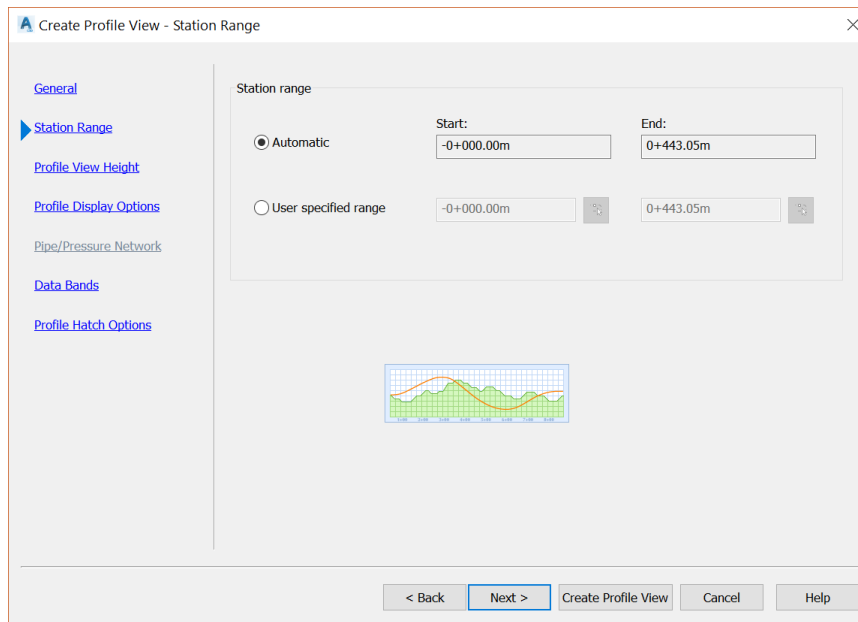 Create Profile View - Station Range
General
Station Range
Profile View Height
Profile Display Options
Pipe/Pressure Network
Data Bands
Profile Hatch Options
Station range
Start: End:
Automatic -0+000.00m 0+443.05m
User specified range -0+000.00m 0+443.05m
< Back Next > Create Profile View Cancel Help